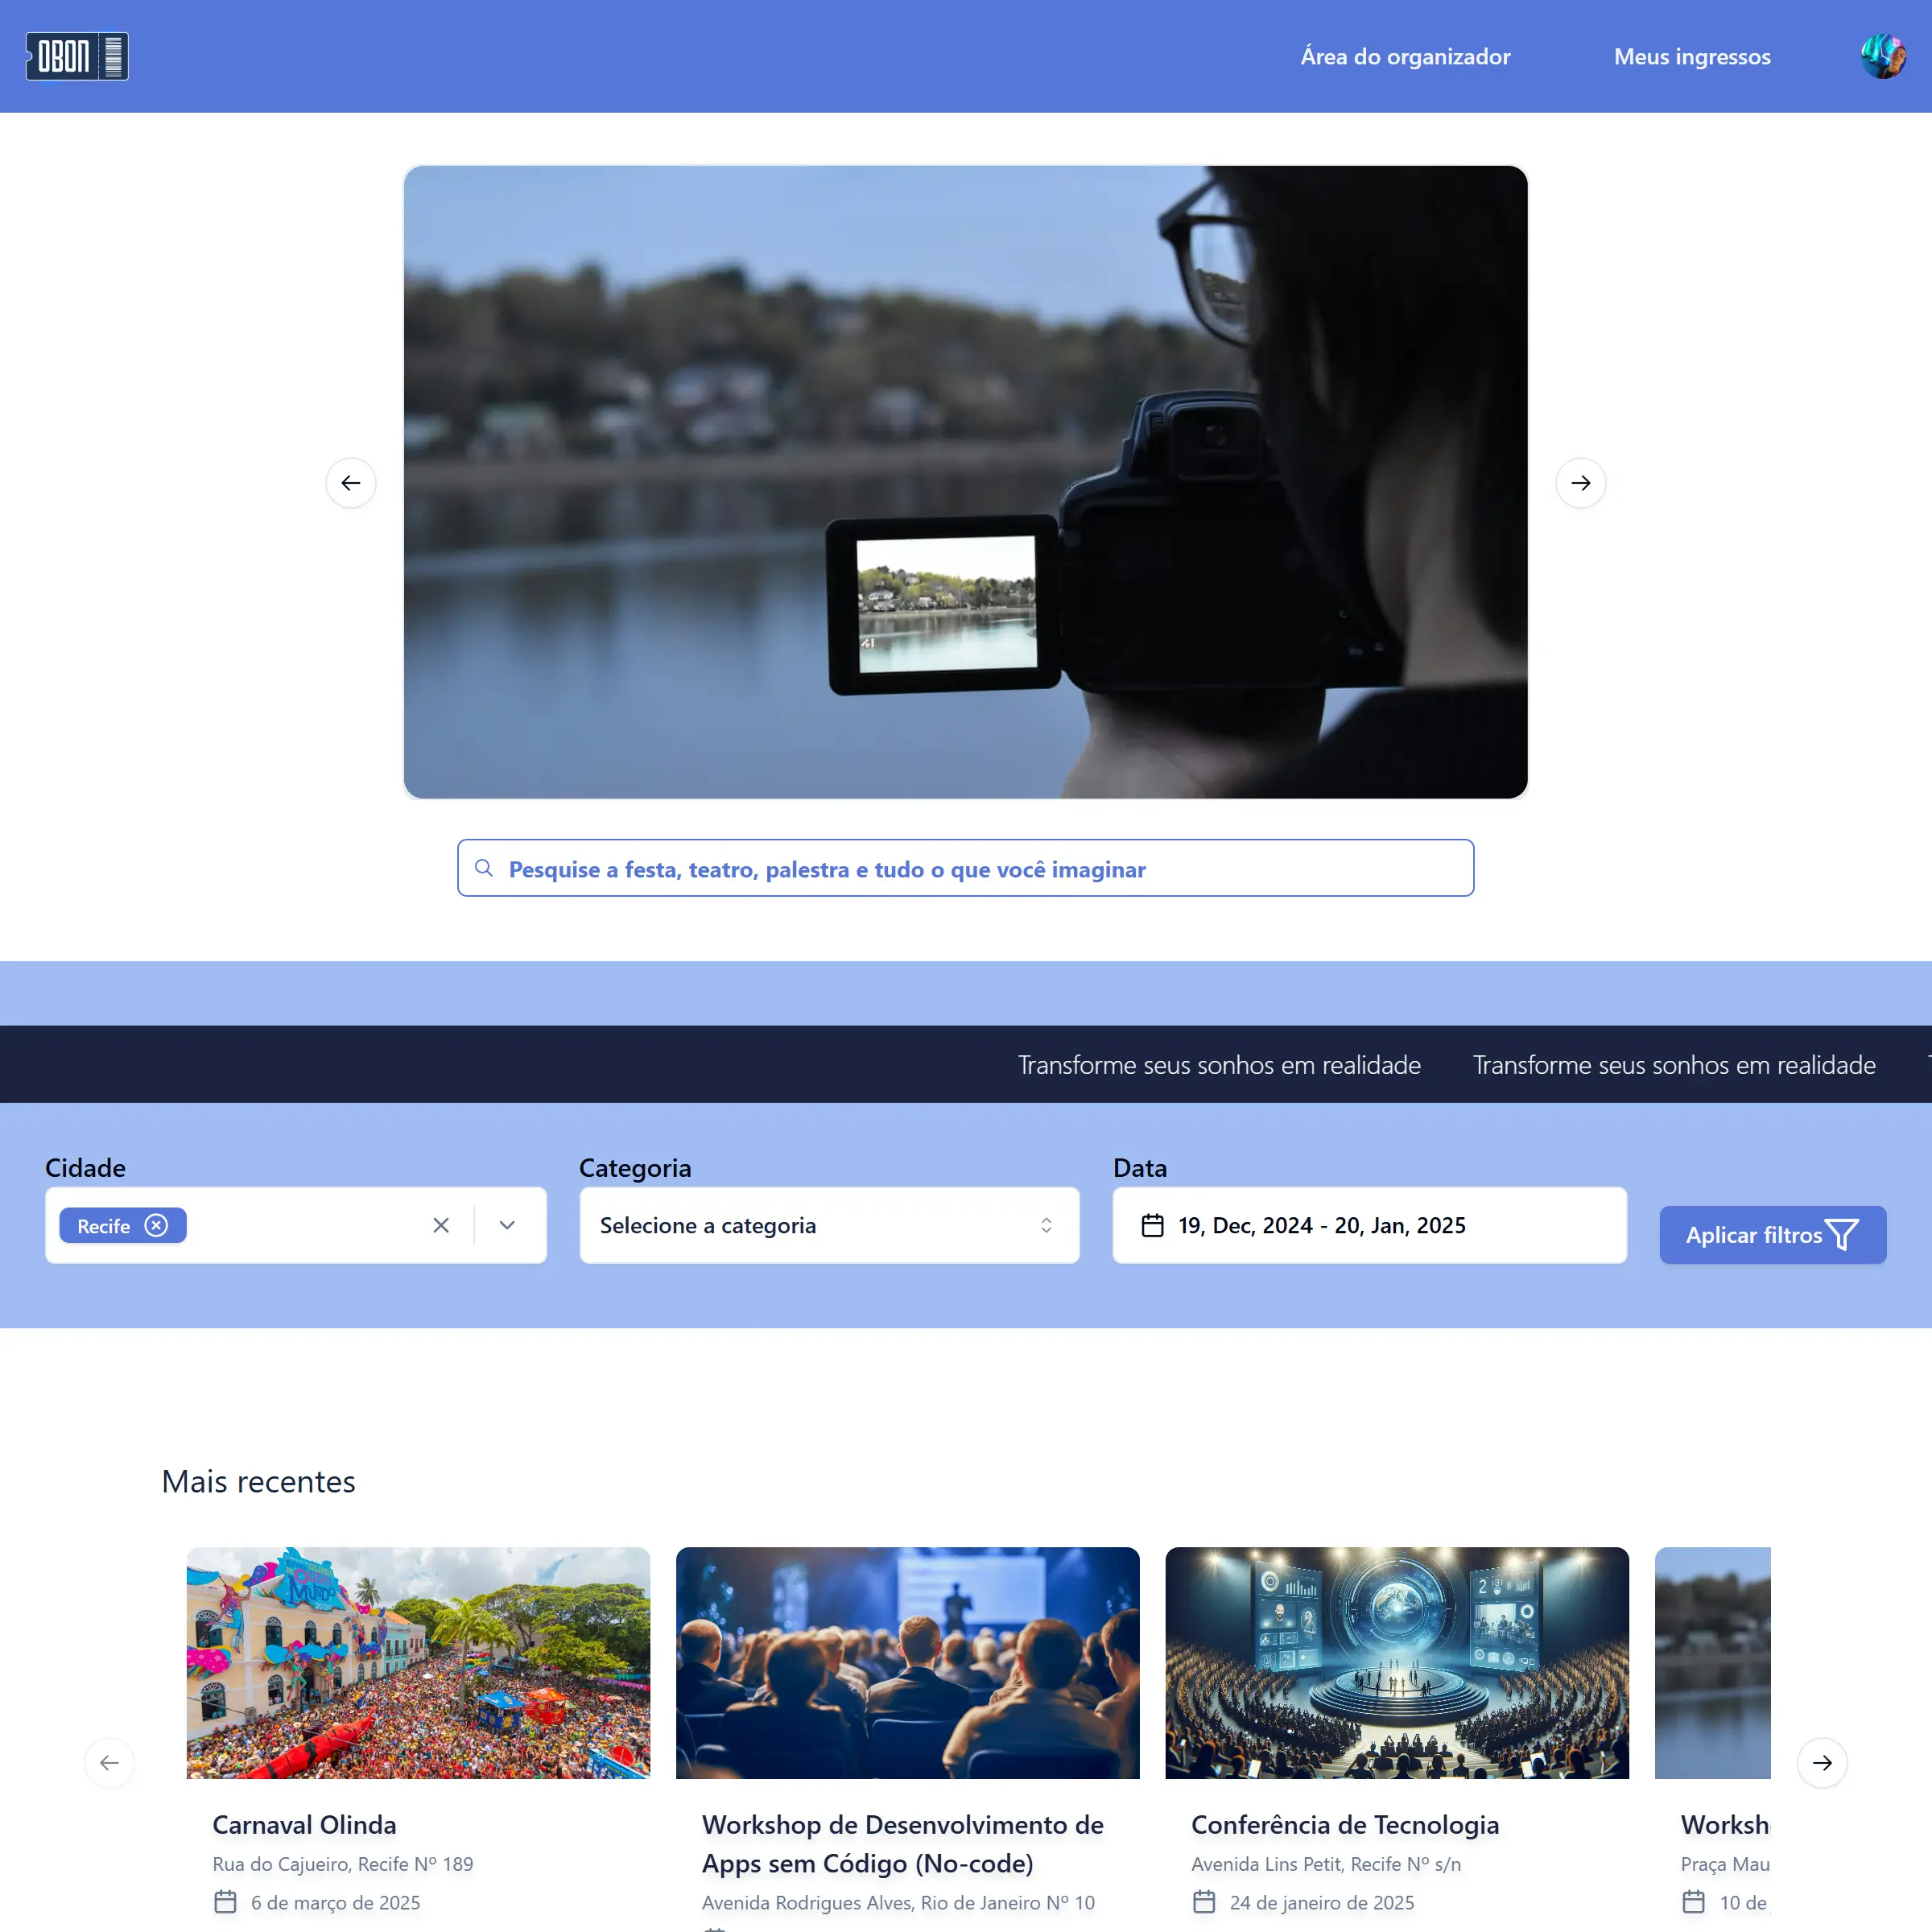 OBON
Área do organizador
Meus ingressos
Pesquise a festa, teatro, palestra e tudo o que você imaginar
Transforme seus sonhos em realidade
Transforme seus sonhos em realidade
Cidade
Categoria
Data
Recife
Selecione a categoria
19, Dec, 2024 - 20, Jan, 2025
Aplicar filtros
Mais recentes
OUTRO
MUNDO
Carnaval Olinda
Rua do Cajueiro, Recife Nº 189
6 de março de 2025
Workshop de Desenvolvimento de
Apps sem Código (No-code)
Avenida Rodrigues Alves, Rio de Janeiro Nº 10
Conferência de Tecnologia
Avenida Lins Petit, Recife Nº s/n
24 de janeiro de 2025
Worksh
Praça Mau
10 de